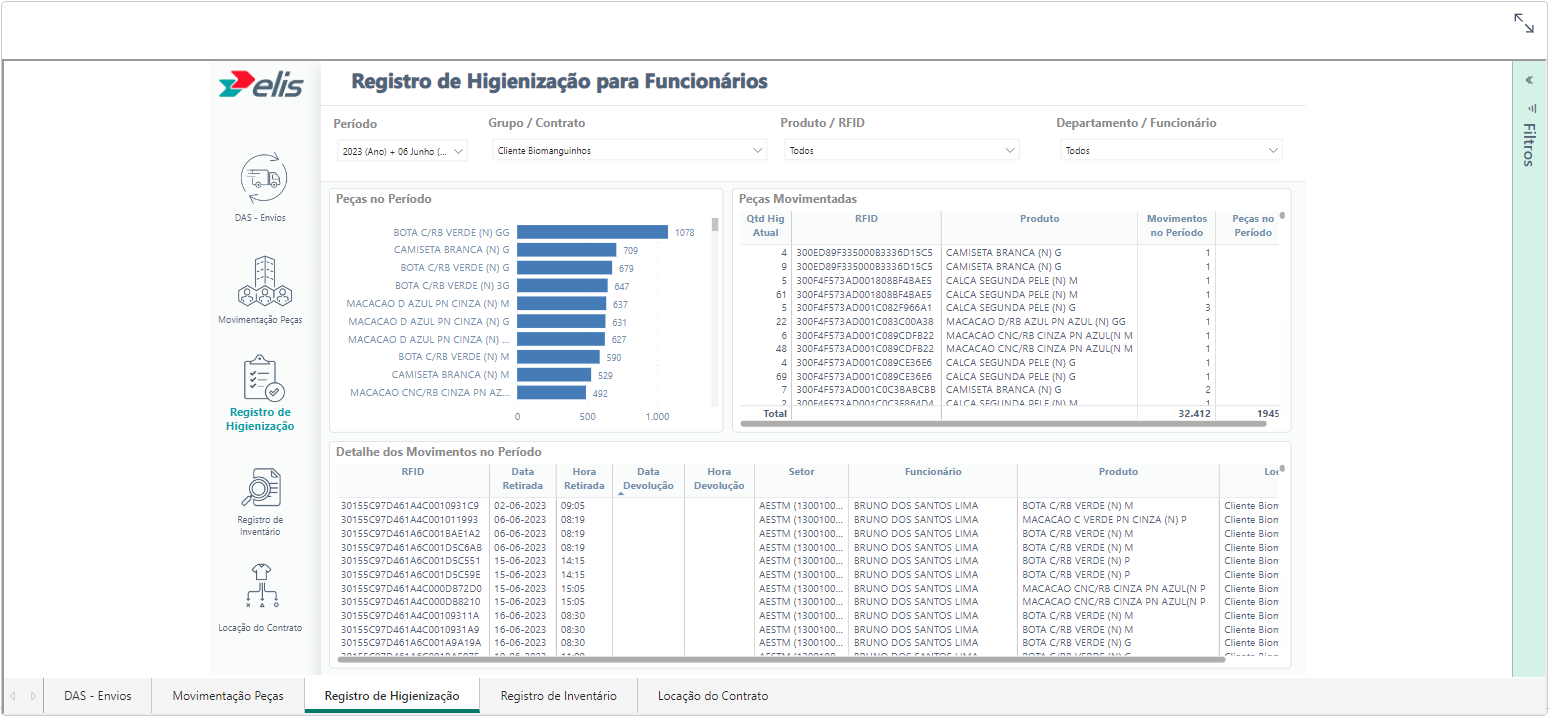 elis
Registro de Higienização para Funcionários
Período
Grupo / Contrato
Produto / RFID
Departamento / Funcionário
2023 (Ano) + 06 Junho (...
Cliente Biomanguinhos
Todos
Todos
Filtros
DAS - Envios
Movimentação Peças
Registro de
Higienização
Registro de
Inventário
Locação do Contrato
Peças no Período
BOTA C/RB VERDE (N) GG 1078
CAMISETA BRANCA (N) G 709
BOTA C/RB VERDE (N) G 679
BOTA C/RB VERDE (N) 3G 647
MACACAO D AZUL PN CINZA (N) M 637
MACACAO D AZUL PN CINZA (N) G 631
MACACAO D AZUL PN CINZA (N) ... 627
BOTA C/RB VERDE (N) M 590
CAMISETA BRANCA (N) M 529
MACACAO CNC/RB CINZA PN AZ... 492
0 500 1.000
Peças Movimentadas
Qtd Hig Atual RFID Produto Movimentos no Período Peças no Período
4 300ED89F335000B3336D15C5 CAMISETA BRANCA (N) G 1
9 300ED89F335000B3336D15C5 CAMISETA BRANCA (N) G 1
5 300F4F573AD001808BF4BAE5 CALCA SEGUNDA PELE (N) M 1
61 300F4F573AD001808BF4BAE5 CALCA SEGUNDA PELE (N) M 1
5 300F4F573AD001C082F966A1 CALCA SEGUNDA PELE (N) G 3
22 300F4F573AD001C083C00A38 MACACAO D/RB AZUL PN AZUL (N) GG 1
6 300F4F573AD001C089CDFB22 MACACAO CNC/RB CINZA PN AZUL(N M 1
48 300F4F573AD001C089CDFB22 MACACAO CNC/RB CINZA PN AZUL(N M 1
4 300F4F573AD001C089CE36E6 CALCA SEGUNDA PELE (N) G 1
69 300F4F573AD001C089CE36E6 CALCA SEGUNDA PELE (N) G 1
7 300F4F573AD001C0C3BABCBB CAMISETA BRANCA (N) G 2
2 300F4F573AD001C0C3F864D4 CALCA SEGUNDA PELE (N) M 1
Total 32.412 1945
Detalhe dos Movimentos no Período
RFID Data Retirada Hora Retirada Data Devolução Hora Devolução Setor Funcionário Produto Loc
30155C97D461A4C0010931C9 02-06-2023 09:05 AESTM (1300100... BRUNO DOS SANTOS LIMA BOTA C/RB VERDE (N) M Cliente Biom
30155C97D461A4C001011993 06-06-2023 08:19 AESTM (1300100... BRUNO DOS SANTOS LIMA MACACAO C VERDE PN CINZA (N) P Cliente Biom
30155C97D461A6C001BAE1A2 06-06-2023 08:19 AESTM (1300100... BRUNO DOS SANTOS LIMA BOTA C/RB VERDE (N) M Cliente Biom
30155C97D461A6C001D5C6AB 06-06-2023 08:19 AESTM (1300100... BRUNO DOS SANTOS LIMA BOTA C/RB VERDE (N) M Cliente Biom
30155C97D461A6C001D5C551 15-06-2023 14:15 AESTM (1300100... BRUNO DOS SANTOS LIMA BOTA C/RB VERDE (N) P Cliente Biom
30155C97D461A6C001D5C59E 15-06-2023 14:15 AESTM (1300100... BRUNO DOS SANTOS LIMA BOTA C/RB VERDE (N) P Cliente Biom
30155C97D461A4C000DB72D0 15-06-2023 15:05 AESTM (1300100... BRUNO DOS SANTOS LIMA MACACAO CNC/RB CINZA PN AZUL(N P Cliente Biom
30155C97D461A4C000DB8210 15-06-2023 15:05 AESTM (1300100... BRUNO DOS SANTOS LIMA MACACAO CNC/RB CINZA PN AZUL(N P Cliente Biom
30155C97D461A4C00109311A 16-06-2023 08:30 AESTM (1300100... BRUNO DOS SANTOS LIMA BOTA C/RB VERDE (N) M Cliente Biom
30155C97D461A4C0010931A9 16-06-2023 08:30 AESTM (1300100... BRUNO DOS SANTOS LIMA BOTA C/RB VERDE (N) M Cliente Biom
30155C97D461A6C001A9A19A 16-06-2023 08:30 AESTM (1300100... BRUNO DOS SANTOS LIMA BOTA C/RB VERDE (N) G Cliente Biom
DAS - Envios
Movimentação Peças
Registro de Higienização
Registro de Inventário
Locação do Contrato